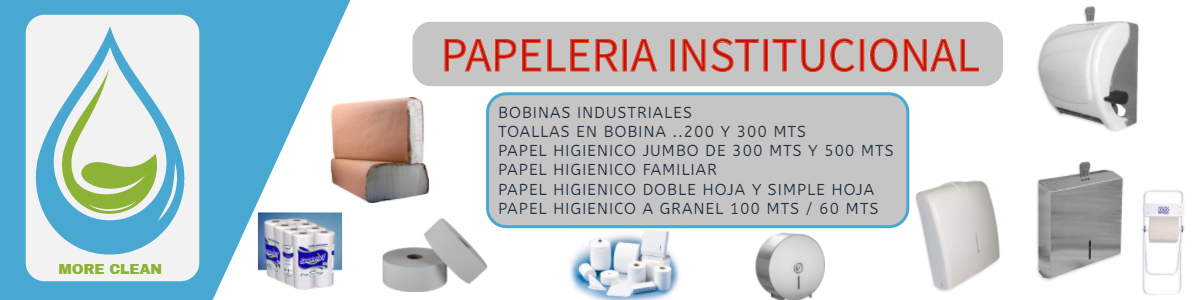 PAPELERIA INSTITUCIONAL
BOBINAS INDUSTRIALES
TOALLAS EN BOBINA ..200 Y 300 MTS
PAPEL HIGIENICO JUMBO DE 300 MTS Y 500 MTS
PAPEL HIGIENICO FAMILIAR
PAPEL HIGIENICO DOBLE HOJA Y SIMPLE HOJA
PAPEL HIGIENICO A GRANEL 100 MTS / 60 MTS
MORE CLEAN